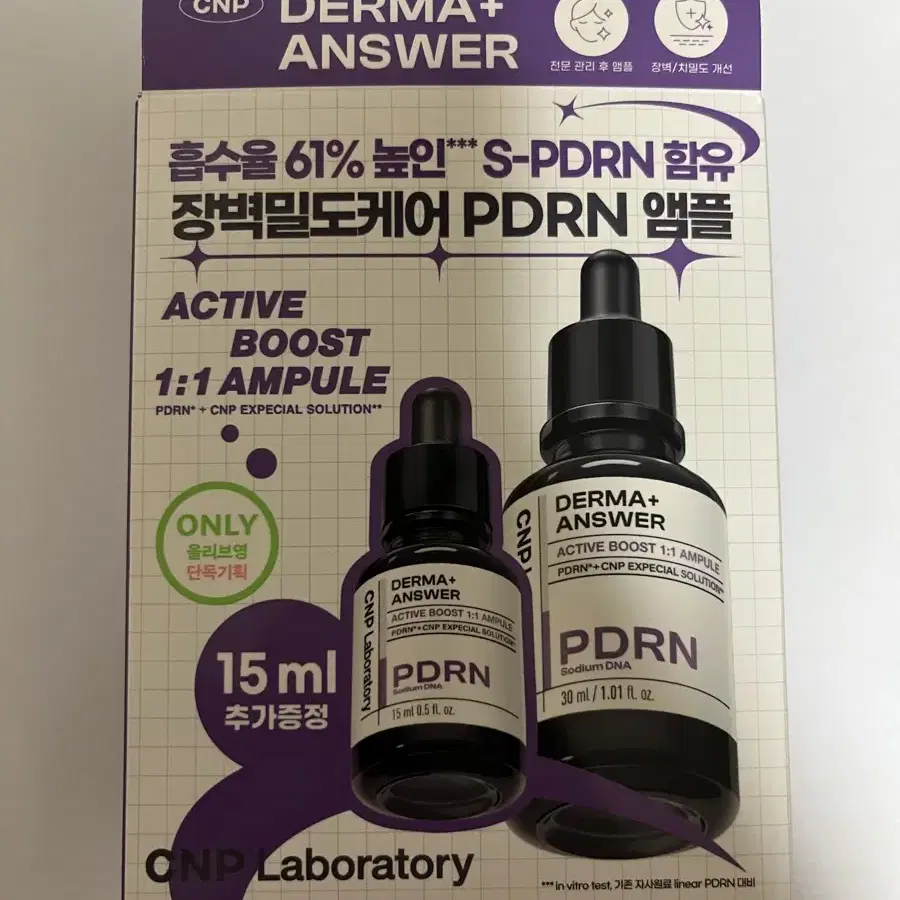 CNP
DERMA+
ANSWER
전문 관리 후 앰플
장벽/치밀도 개선
흡수율 61% 높인*** S-PDRN 함유
장벽밀도케어 PDRN 앰플
ACTIVE
BOOST
1:1 AMPULE
PDRN* + CNP EXPECIAL SOLUTION**
ONLY
올리브영
단독기획
15 ml
추가증정
CNP Laboratory
DERMA+
ANSWER
ACTIVE BOOST 1:1 AMPULE
PDRN*+CNP EXPECIAL SOLUTION**
PDRN
Sodium DNA
15 ml 0.5 fl. oz.
CNP
DERMA+
ANSWER
ACTIVE BOOST 1:1 AMPULE
PDRN*+CNP EXPECIAL SOLUTION**
PDRN
Sodium DNA
30 ml / 1.01 fl. oz.
CNP Laboratory
*** in vitro test, 기존 자사원료 linear PDRN 대비